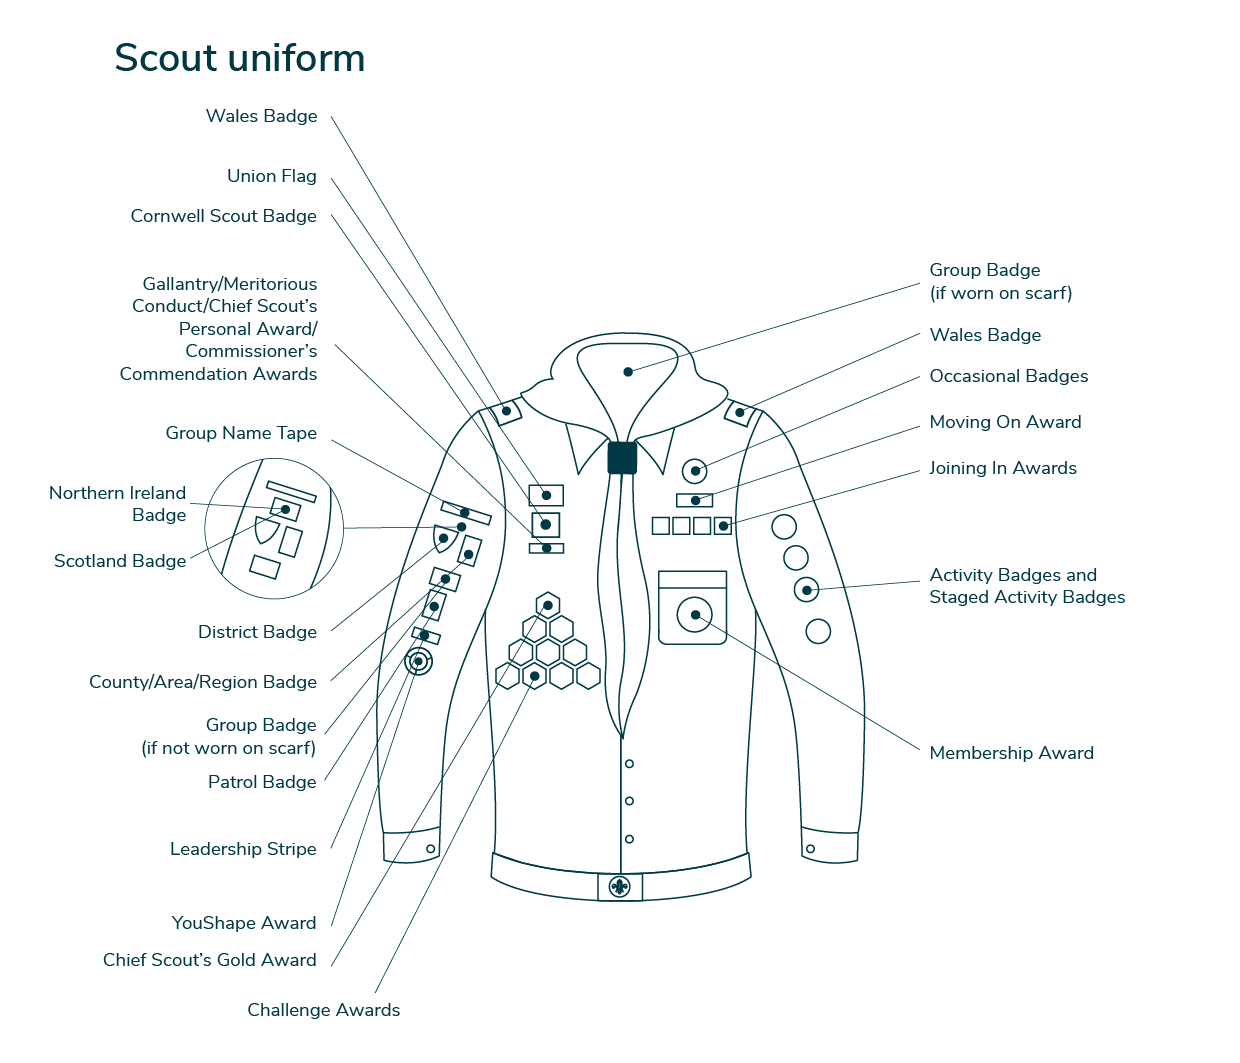 Scout uniform
Wales Badge
Union Flag
Cornwell Scout Badge
Gallantry/Meritorious
Conduct/Chief Scout's
Personal Award/
Commissioner's
Commendation Awards
Group Name Tape
Northern Ireland
Badge
Scotland Badge
District Badge
County/Area/Region Badge
Group Badge
(if not worn on scarf)
Patrol Badge
Leadership Stripe
YouShape Award
Chief Scout's Gold Award
Challenge Awards
Group Badge
(if worn on scarf)
Wales Badge
Occasional Badges
Moving On Award
Joining In Awards
Activity Badges and
Staged Activity Badges
Membership Award